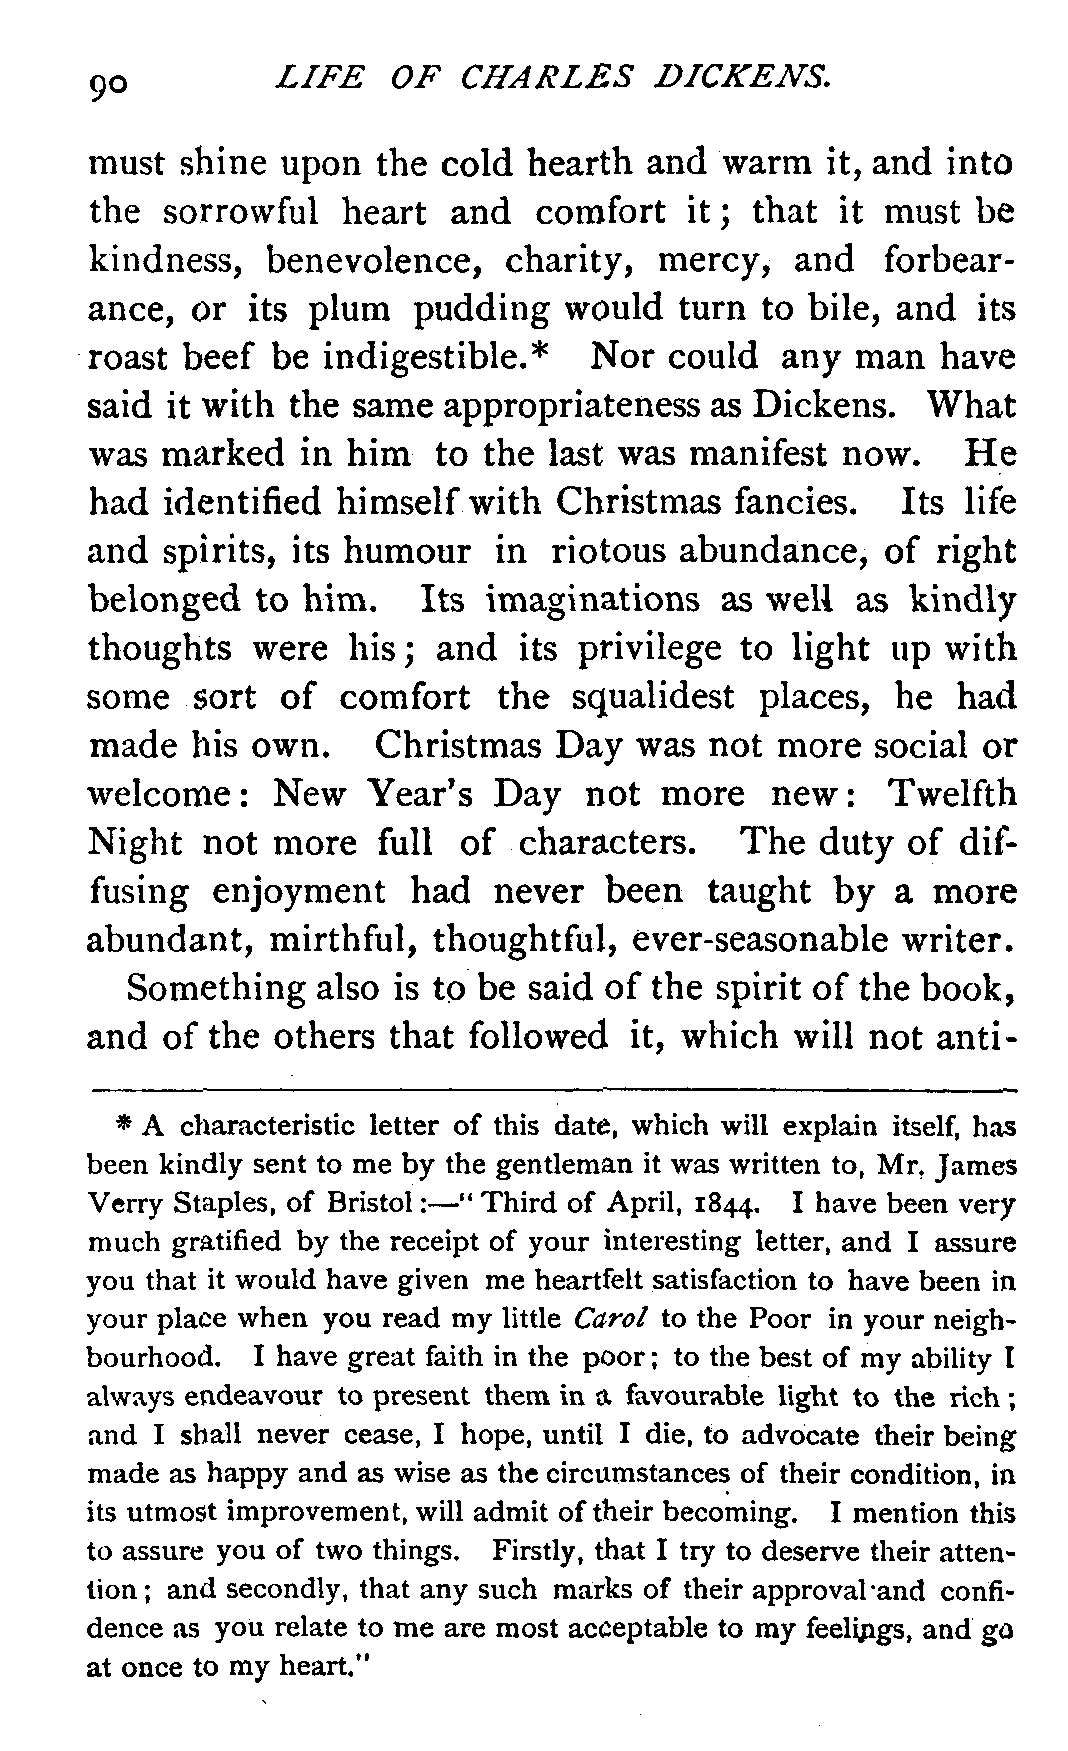 90 LIFE OF CHARLES DICKENS.
must shine upon the cold hearth and warm it, and into
the sorrowful heart and comfort it; that it must be
kindness, benevolence, charity, mercy, and forbear-
ance, or its plum pudding would turn to bile, and its
roast beef be indigestible.* Nor could any man have
said it with the same appropriateness as Dickens. What
was marked in him to the last was manifest now. He
had identified himself with Christmas fancies. Its life
and spirits, its humour in riotous abundance, of right
belonged to him. Its imaginations as well as kindly
thoughts were his; and its privilege to light up with
some sort of comfort the squalidest places, he had
made his own. Christmas Day was not more social or
welcome: New Year's Day not more new: Twelfth
Night not more full of characters. The duty of dif-
fusing enjoyment had never been taught by a more
abundant, mirthful, thoughtful, ever-seasonable writer.
Something also is to be said of the spirit of the book,
and of the others that followed it, which will not anti-
* A characteristic letter of this date, which will explain itself, has
been kindly sent to me by the gentleman it was written to, Mr. James
Verry Staples, of Bristol:—"Third of April, 1844. I have been very
much gratified by the receipt of your interesting letter, and I assure
you that it would have given me heartfelt satisfaction to have been in
your place when you read my little Carol to the Poor in your neigh-
bourhood. I have great faith in the poor; to the best of my ability I
always endeavour to present them in a favourable light to the rich;
and I shall never cease, I hope, until I die, to advocate their being
made as happy and as wise as the circumstances of their condition, in
its utmost improvement, will admit of their becoming. I mention this
to assure you of two things. Firstly, that I try to deserve their atten-
tion; and secondly, that any such marks of their approval and confi-
dence as you relate to me are most acceptable to my feelings, and go
at once to my heart."